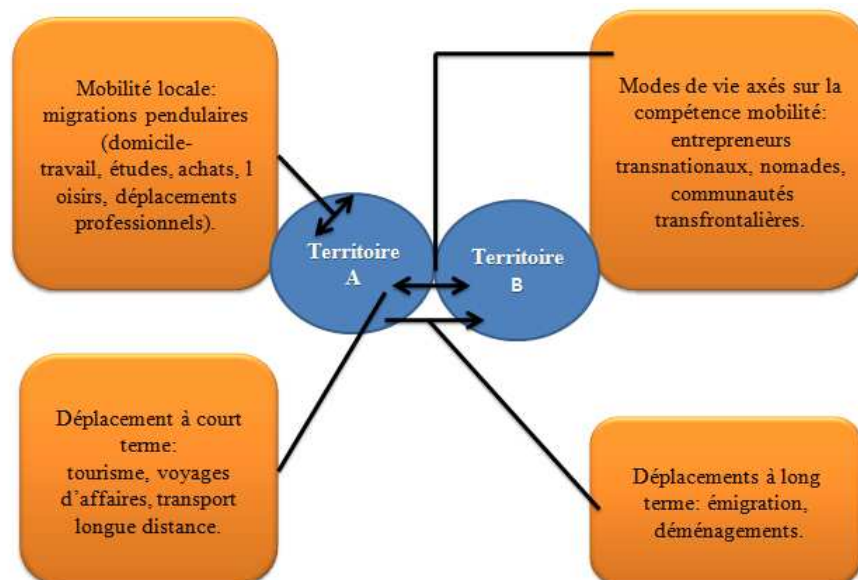 Mobilité locale:
migrations pendulaires
(domicile-
travail, études, achats, l
oisirs, déplacements
professionnels).
Modes de vie axés sur la
compétence mobilité:
entrepreneurs
transnationaux, nomades,
communautés
transfrontalières.
Territoire
A
Territoire
B
Déplacement à court
terme:
tourisme, voyages
d’affaires, transport
longue distance.
Déplacements à long
terme: émigration,
déménagements.